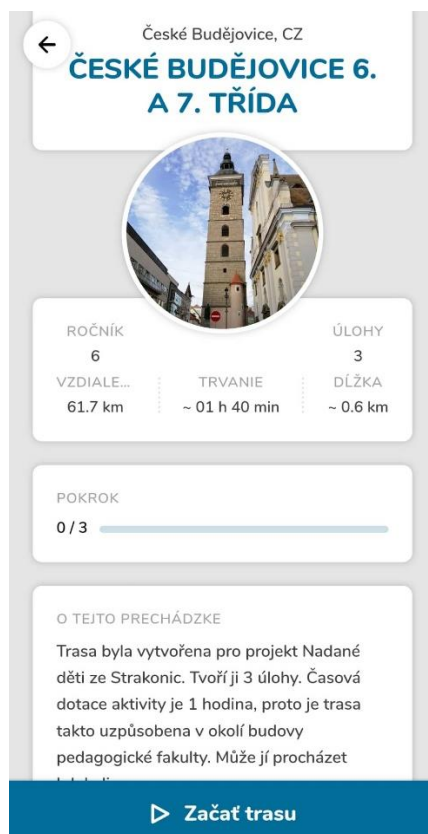 České Budějovice, CZ
ČESKÉ BUDĚJOVICE 6.
A 7. TŘÍDA
ROČNÍK
6
ÚLOHY
3
VZDIALE...
61.7 km
TRVANIE
~ 01 h 40 min
DĹŽKA
~ 0.6 km
POKROK
0 / 3
O TEJTO PRECHÁDZKE
Trasa byla vytvořena pro projekt Nadané
děti ze Strakonic. Tvoří ji 3 úlohy. Časová
dotace aktivity je 1 hodina, proto je trasa
takto uzpůsobena v okolí budovy
pedagogické fakulty. Může jí procházet
Začať trasu